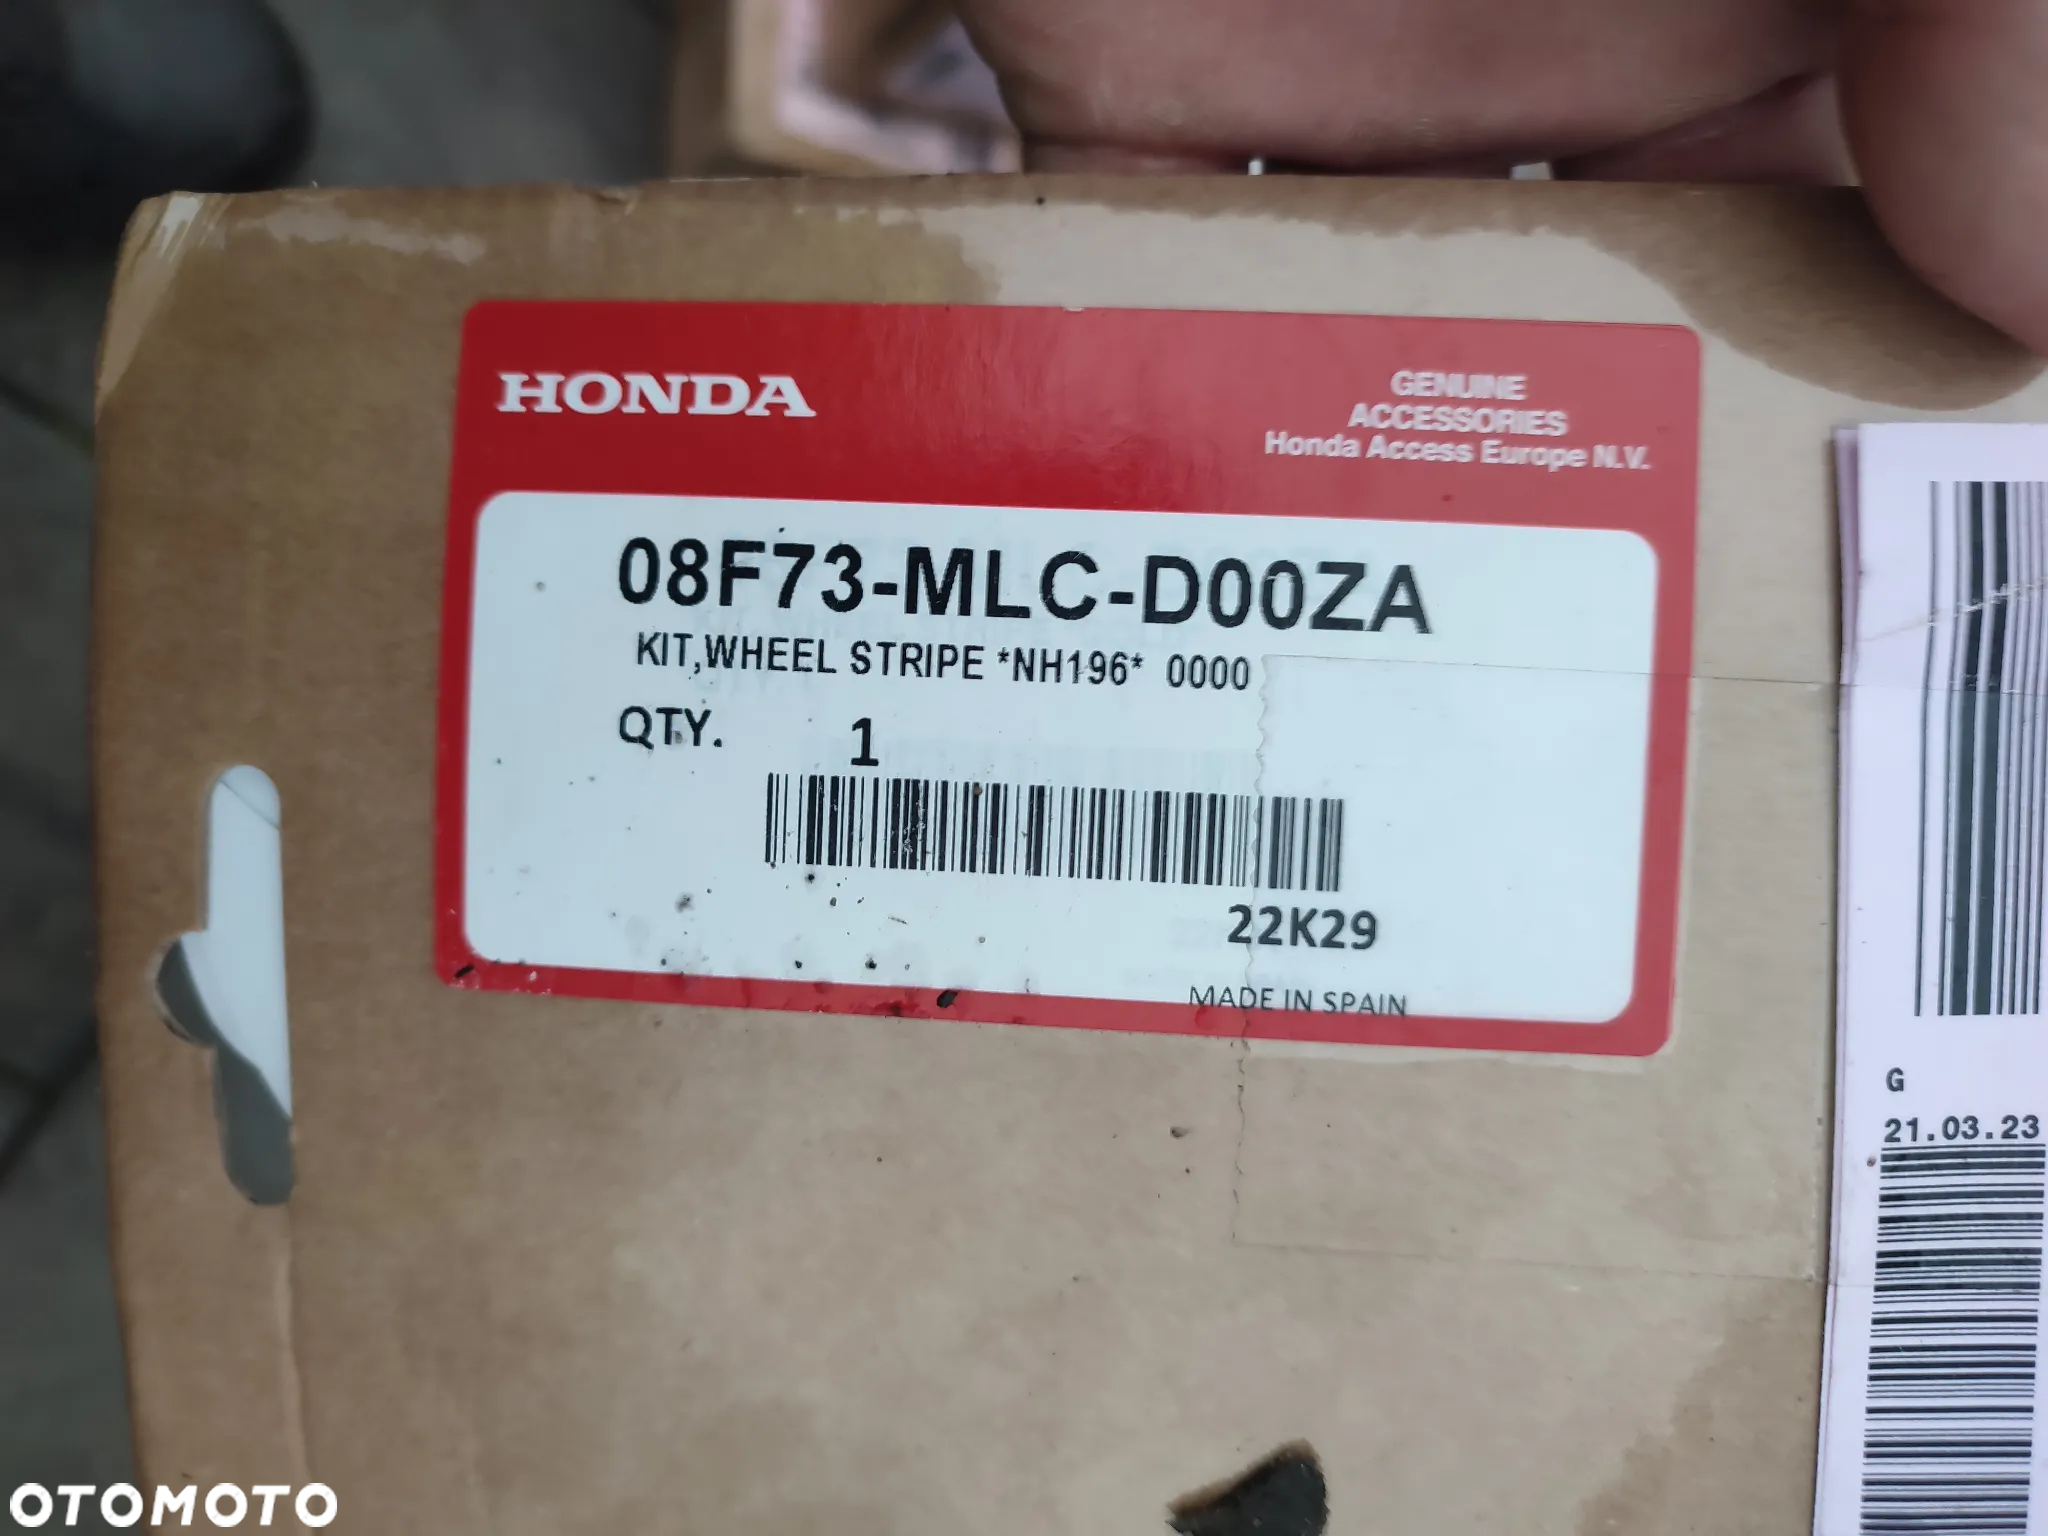 HONDA
GENUINE
ACCESSORIES
Honda Access Europe N.V.
08F73-MLC-D00ZA
KIT,WHEEL STRIPE *NH196* 0000
QTY. 1
22K29
MADE IN SPAIN
G
21.03.23
OTOMOTO